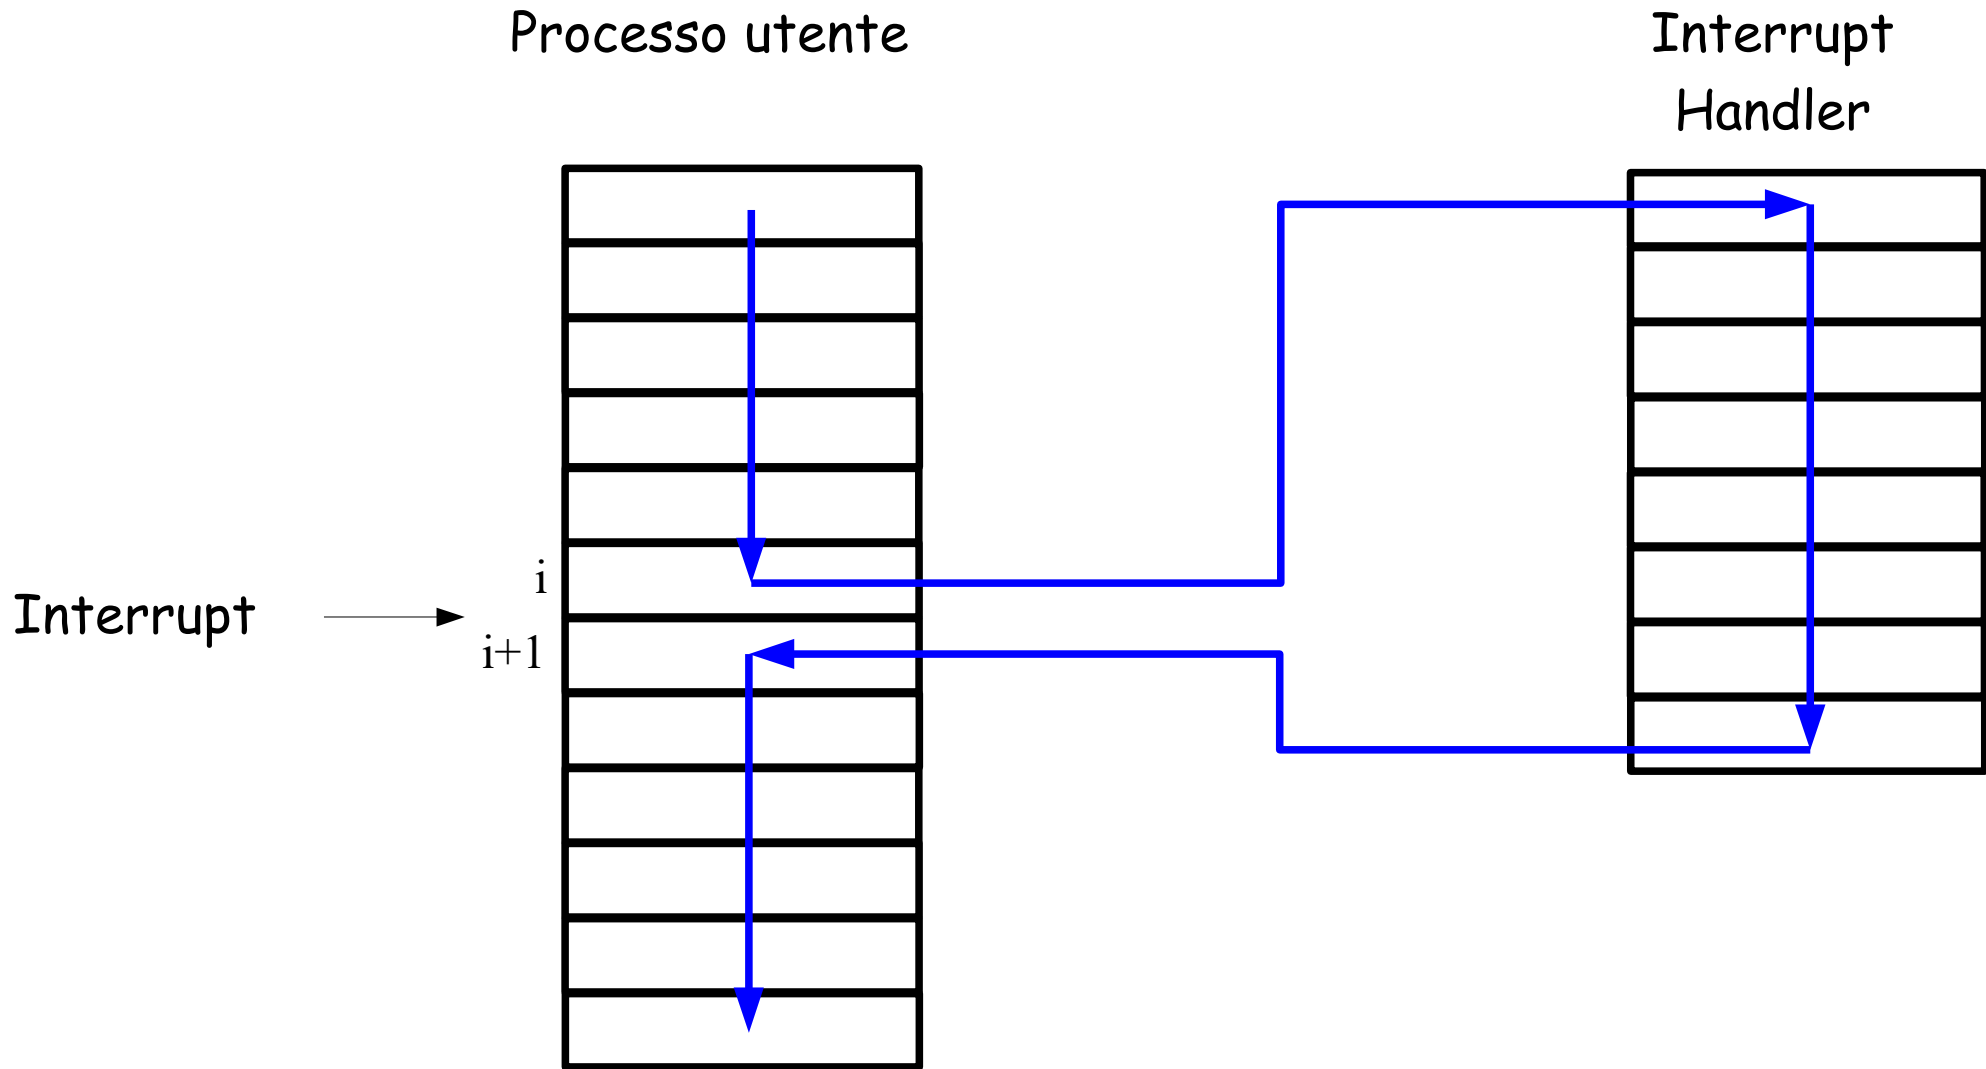 Processo utente
Interrupt
Handler
i
Interrupt
i+1